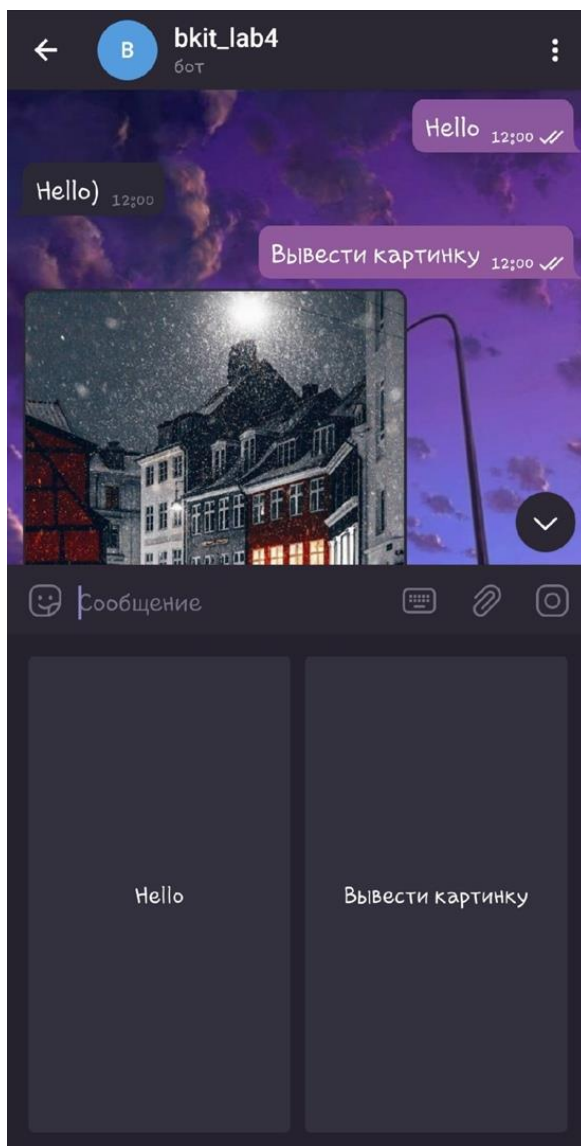 B
bkit_lab4
бот
Hello 12:00
Hello) 12:00
Вывести картинку 12:00
Сообщение
Hello
Вывести картинку